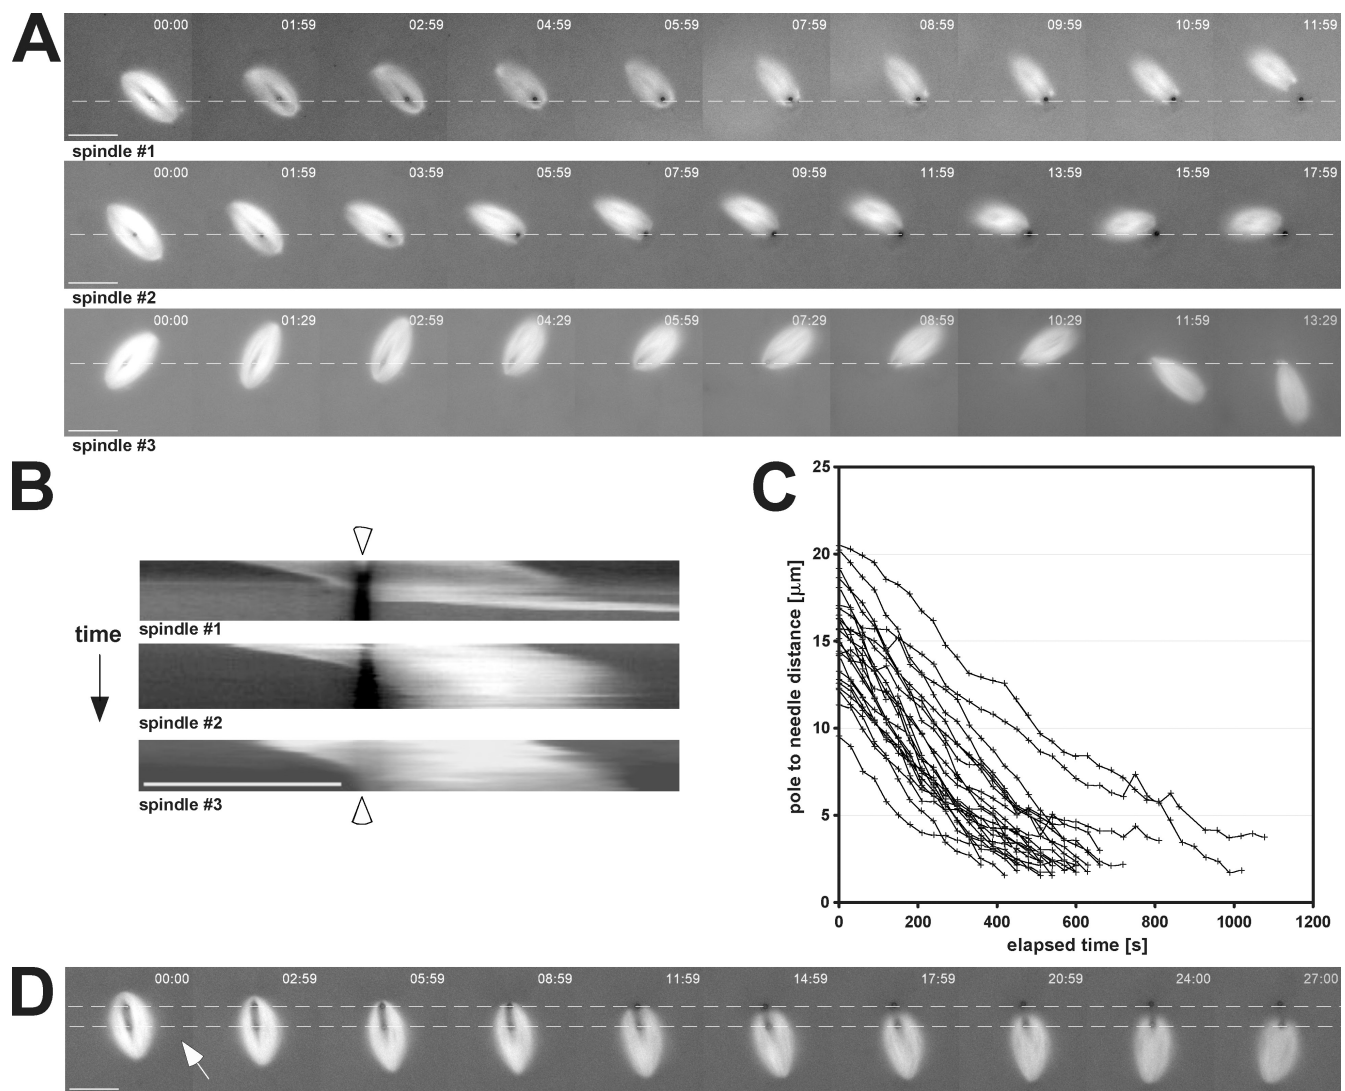 A
00:00 01:59 02:59 04:59 05:59 07:59 08:59 09:59 10:59 11:59
spindle #1
00:00 01:59 03:59 05:59 07:59 09:59 11:59 13:59 15:59 17:59
spindle #2
00:00 01:29 02:59 04:29 05:59 07:29 08:59 10:29 11:59 13:29
spindle #3
B
time
spindle #1
spindle #2
spindle #3
C
25
20
15
10
5
0
pole to needle distance [µm]
0 200 400 600 800 1000 1200
elapsed time [s]
D
00:00 02:59 05:59 08:59 11:59 14:59 17:59 20:59 24:00 27:00